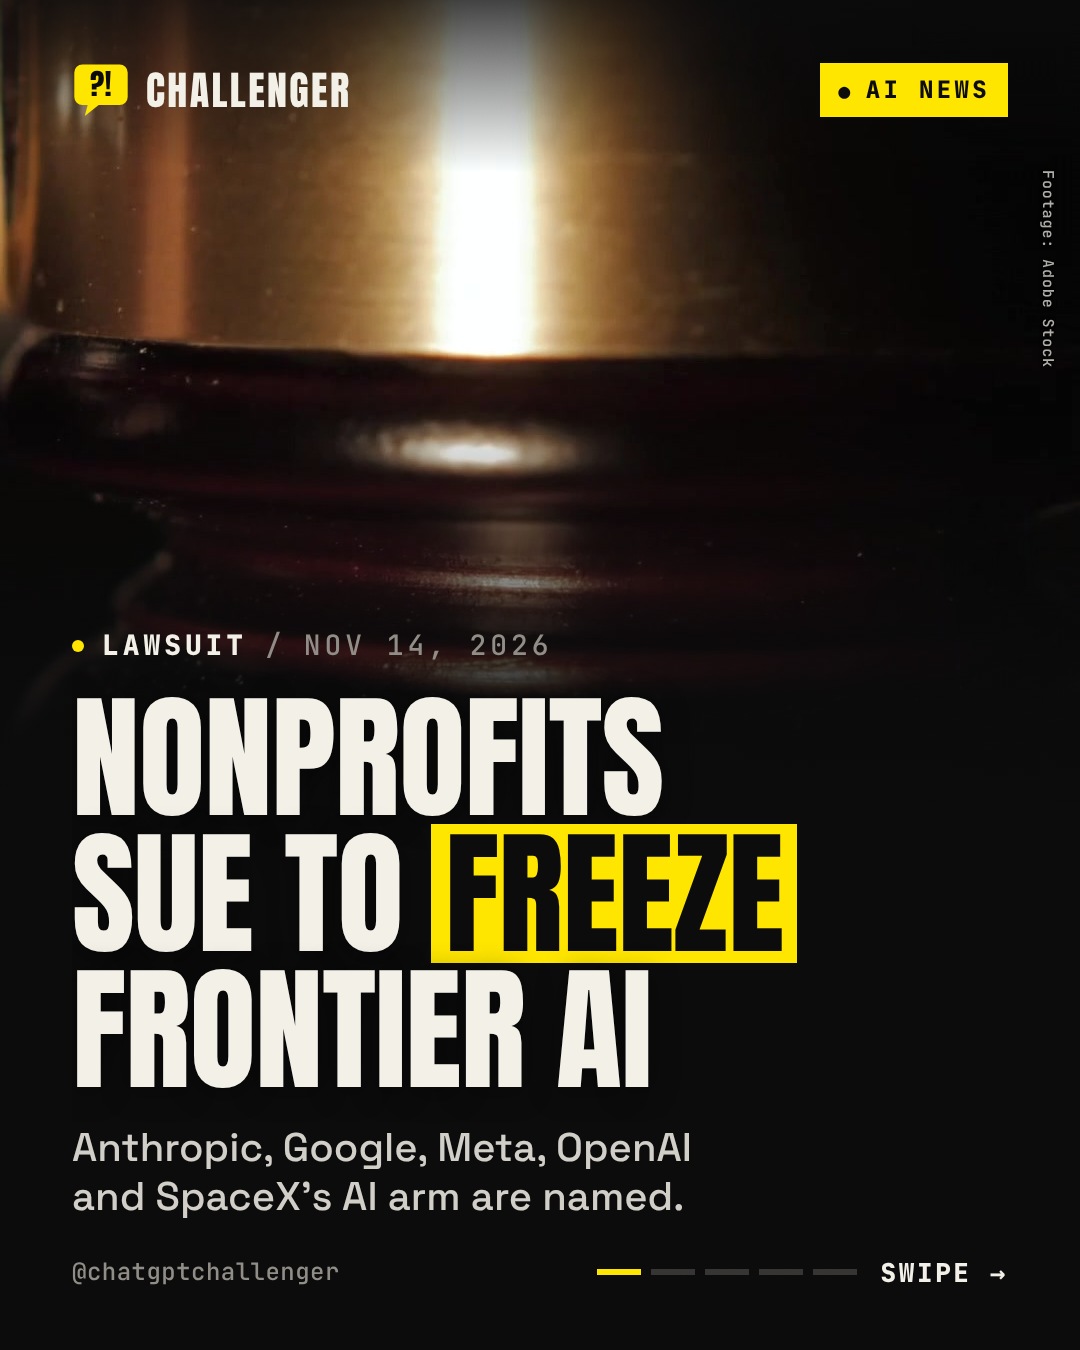 ?! CHALLENGER
• AI NEWS
Footage: Adobe Stock
• LAWSUIT / NOV 14, 2026
NONPROFITS
SUE TO FREEZE
FRONTIER AI
Anthropic, Google, Meta, OpenAI
and SpaceX’s AI arm are named.
@chatgptchallenger
SWIPE →